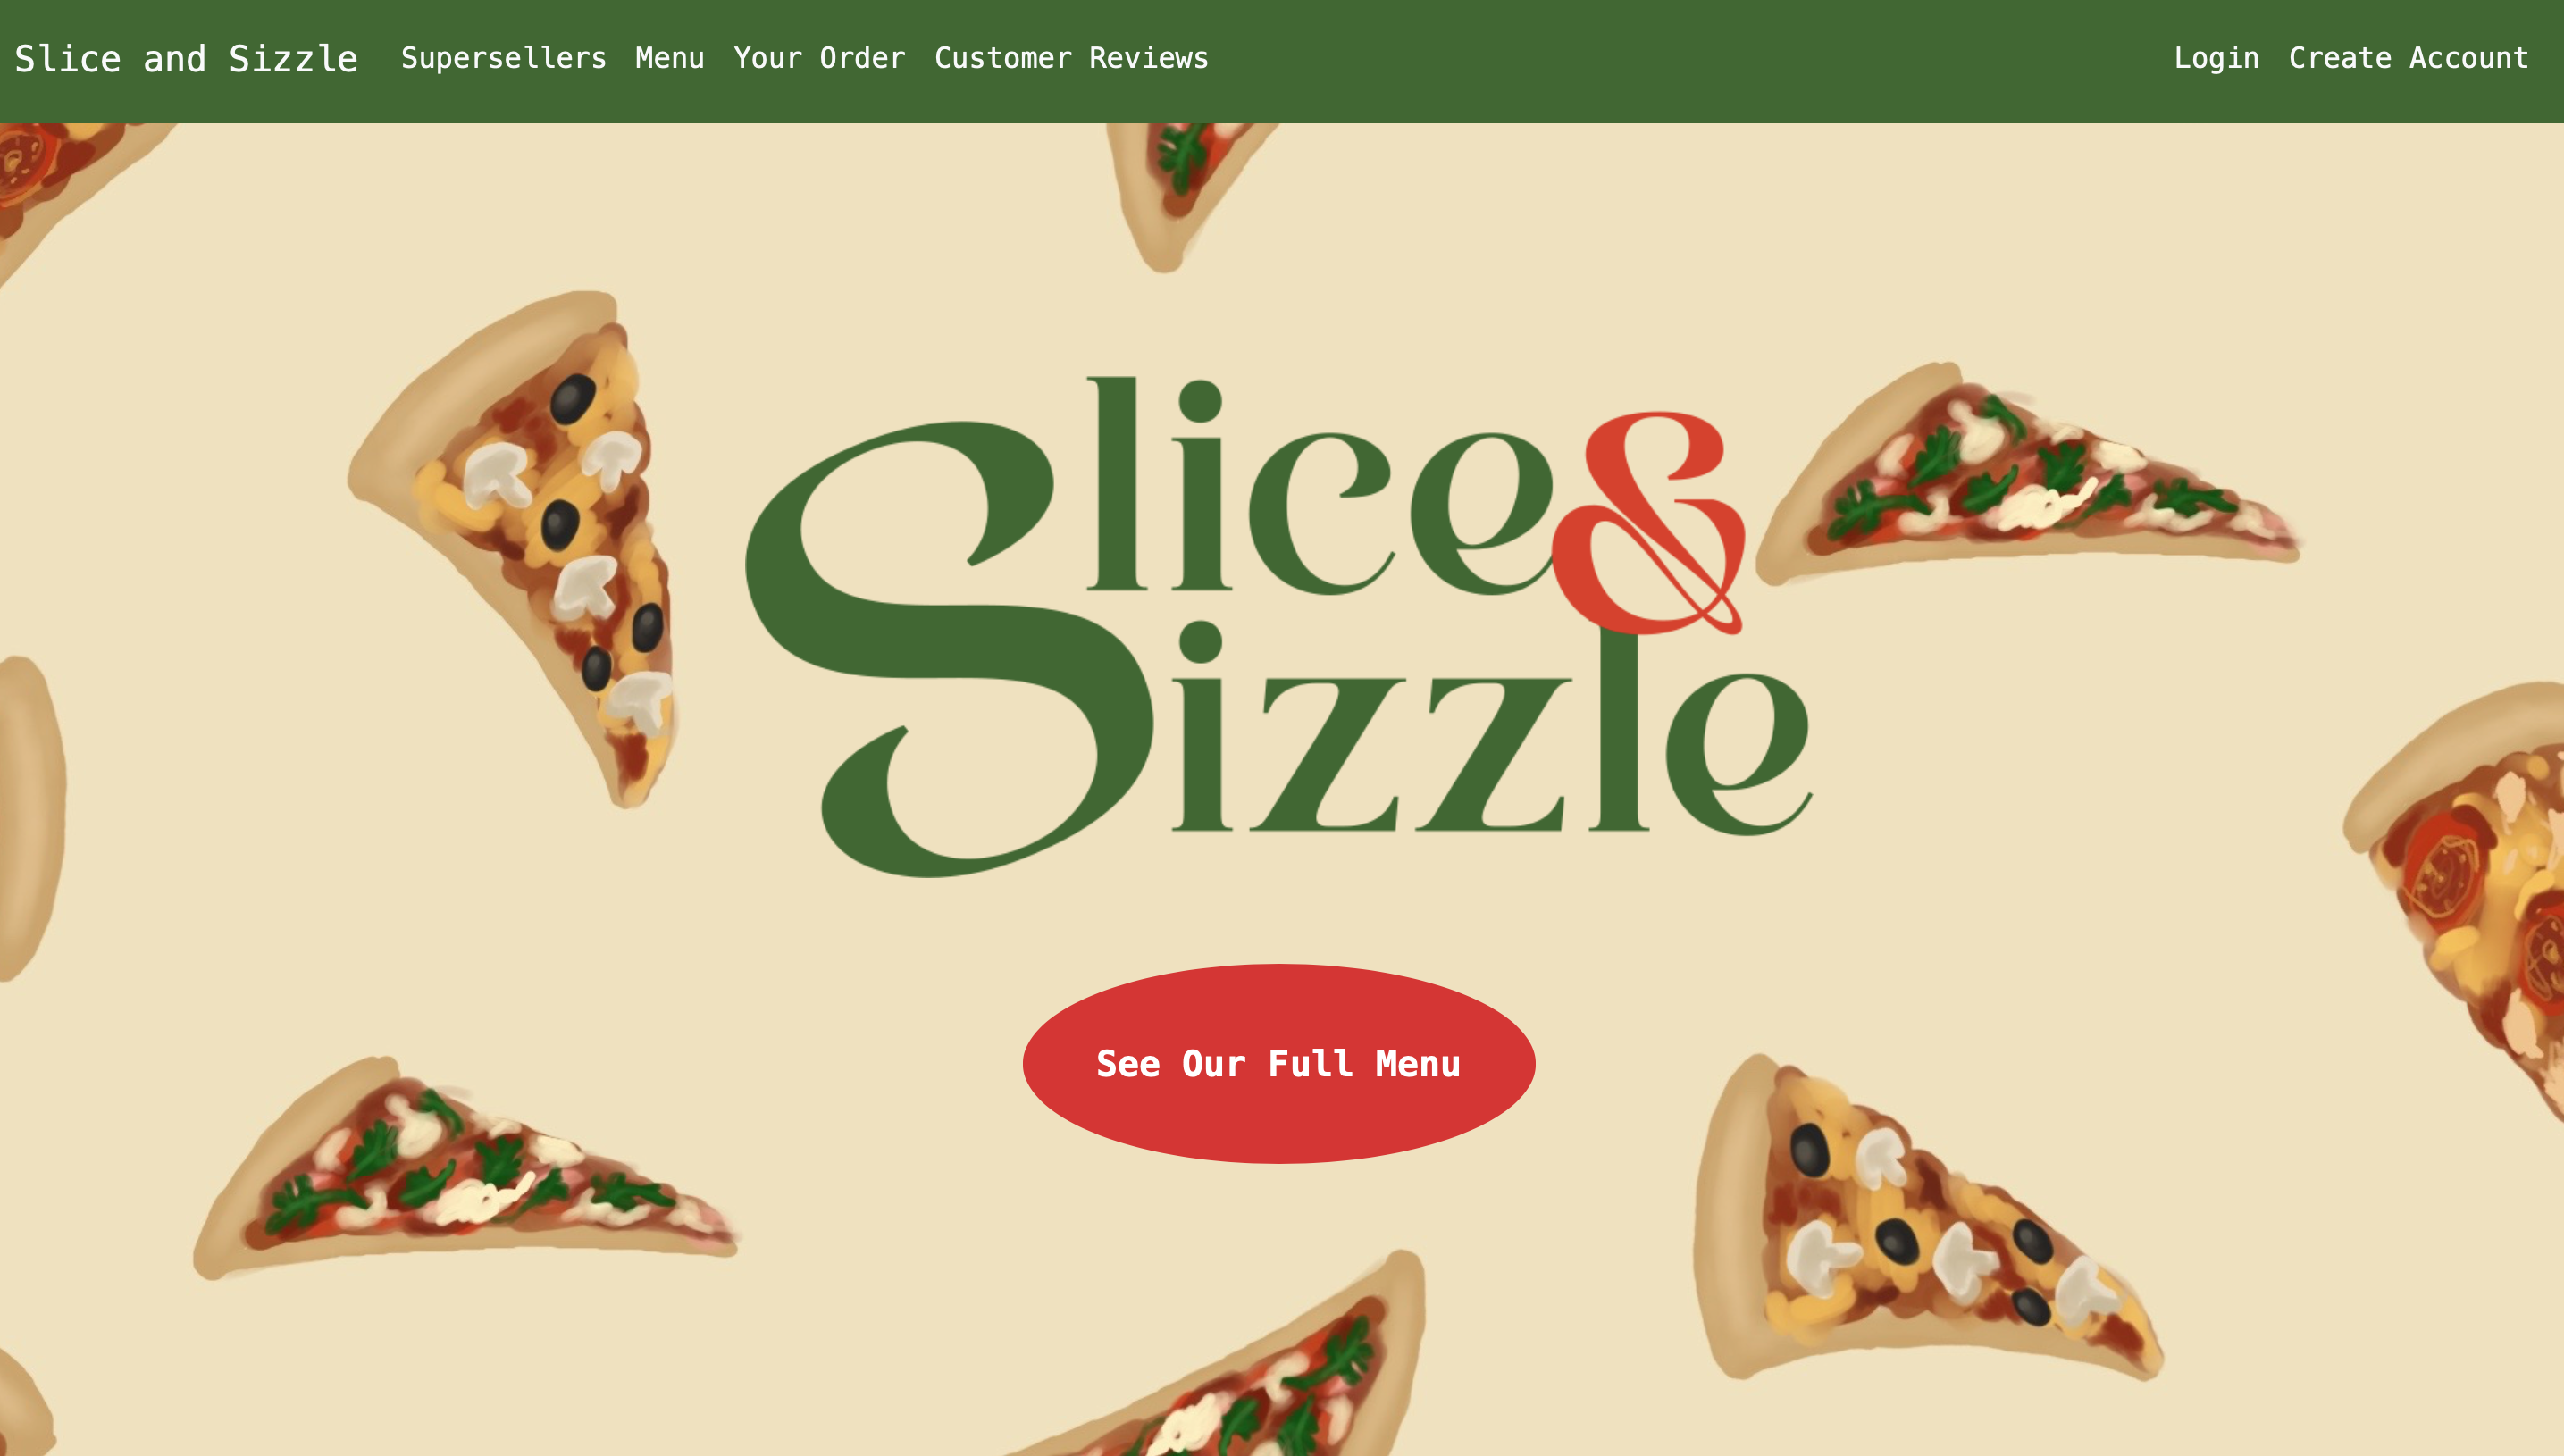 Slice and Sizzle Supersellers Menu Your Order Customer Reviews Login Create Account
Slice &
Sizzle
See Our Full Menu